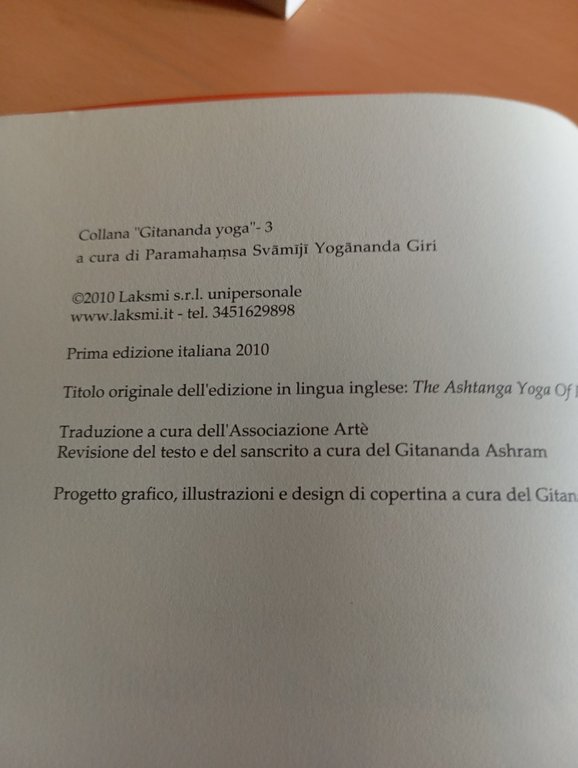 Collana "Gitananda yoga"- 3
a cura di Paramahaṃsa Svāmījī Yogānanda Giri
©2010 Laksmi s.r.l. unipersonale
www.laksmi.it - tel. 3451629898
Prima edizione italiana 2010
Titolo originale dell'edizione in lingua inglese: The Ashtanga Yoga Of
Traduzione a cura dell'Associazione Artè
Revisione del testo e del sanscrito a cura del Gitananda Ashram
Progetto grafico, illustrazioni e design di copertina a cura del Gitan